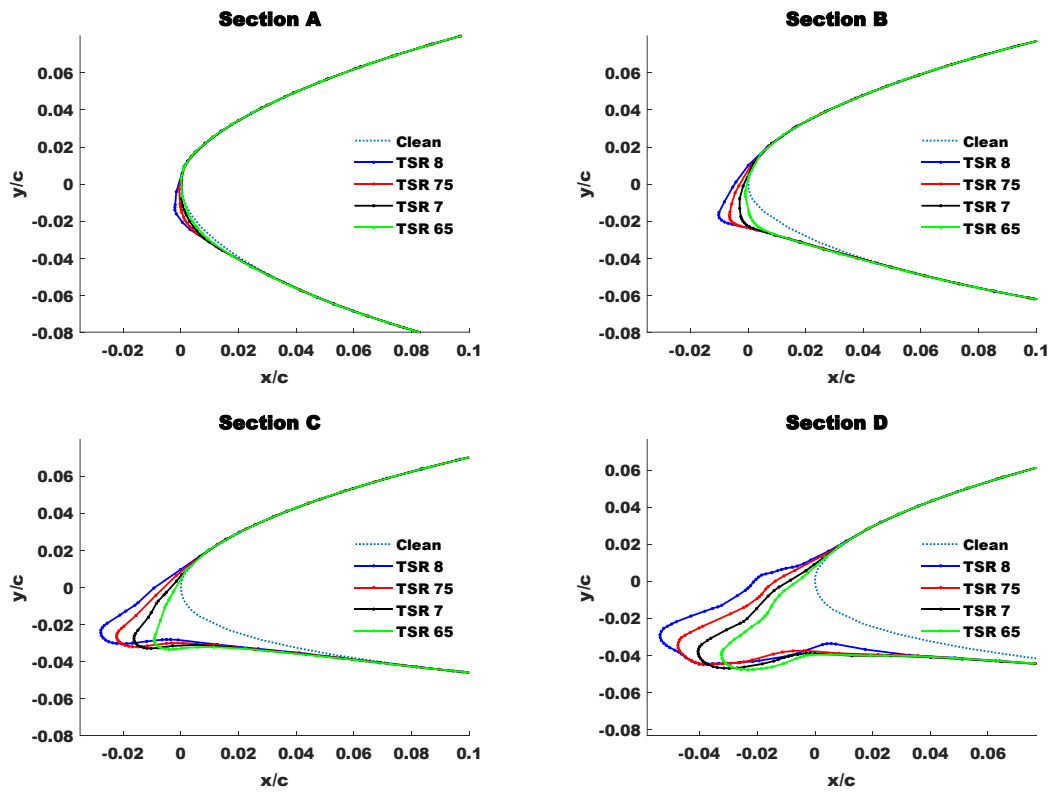 Section A
0.06
0.04
0.02
0
-0.02
-0.04
-0.06
-0.08
y/c
-0.02 0 0.02 0.04 0.06 0.08 0.1
x/c
Clean
TSR 8
TSR 75
TSR 7
TSR 65
Section B
0.06
0.04
0.02
0
-0.02
-0.04
-0.06
-0.08
y/c
-0.02 0 0.02 0.04 0.06 0.08 0.1
x/c
Clean
TSR 8
TSR 75
TSR 7
TSR 65
Section C
0.06
0.04
0.02
0
-0.02
-0.04
-0.06
-0.08
y/c
-0.02 0 0.02 0.04 0.06 0.08 0.1
x/c
Clean
TSR 8
TSR 75
TSR 7
TSR 65
Section D
0.06
0.04
0.02
0
-0.02
-0.04
-0.06
-0.08
y/c
-0.04 -0.02 0 0.02 0.04 0.06
x/c
Clean
TSR 8
TSR 75
TSR 7
TSR 65